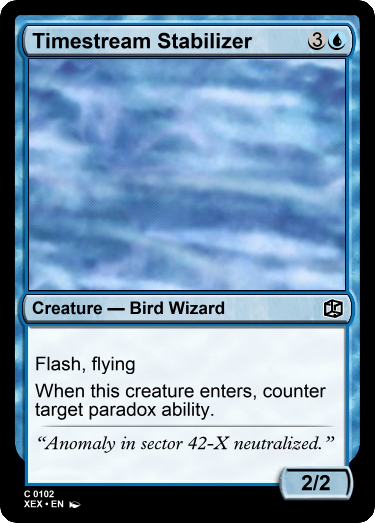 Timestream Stabilizer 3
Creature — Bird Wizard
Flash, flying
When this creature enters, counter
target paradox ability.
“Anomaly in sector 42-X neutralized.”
2/2
C 0102
XEX • EN